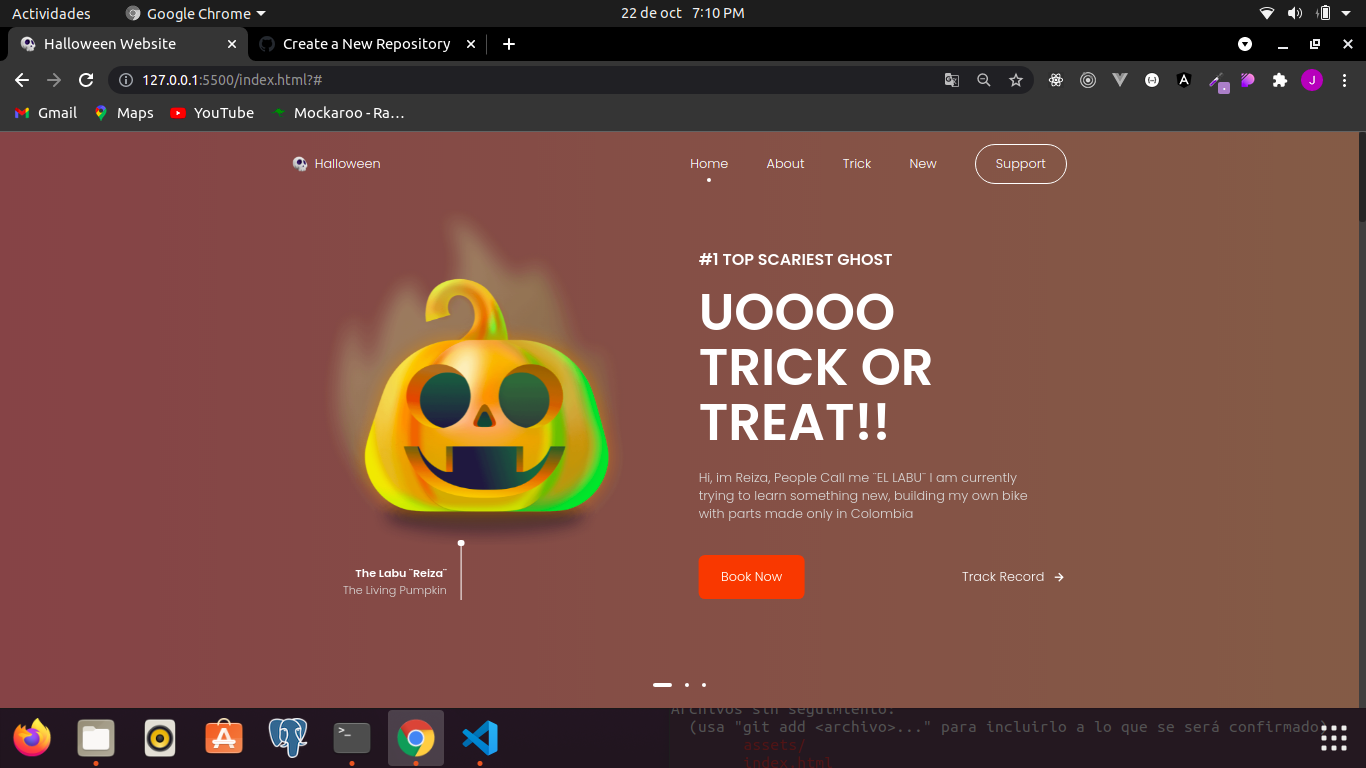 Actividades
Google Chrome
22 de oct 7:10 PM
Halloween Website
Create a New Repository
127.0.0.1:5500/index.html?#
J
Gmail
Maps
YouTube
Mockaroo - Ra…
Halloween
Home
About
Trick
New
Support
#1 TOP SCARIEST GHOST
UOOOO
TRICK OR
TREAT!!
Hi, im Reiza, People Call me ¨EL LABU¨ I am currently
trying to learn something new, building my own bike
with parts made only in Colombia
Book Now
Track Record
The Labu ¨Reiza¨
The Living Pumpkin
Archivos sin seguimiento:
(usa "git add <archivo>..." para incluirlo a lo que se será confirmado)
assets/
index.html